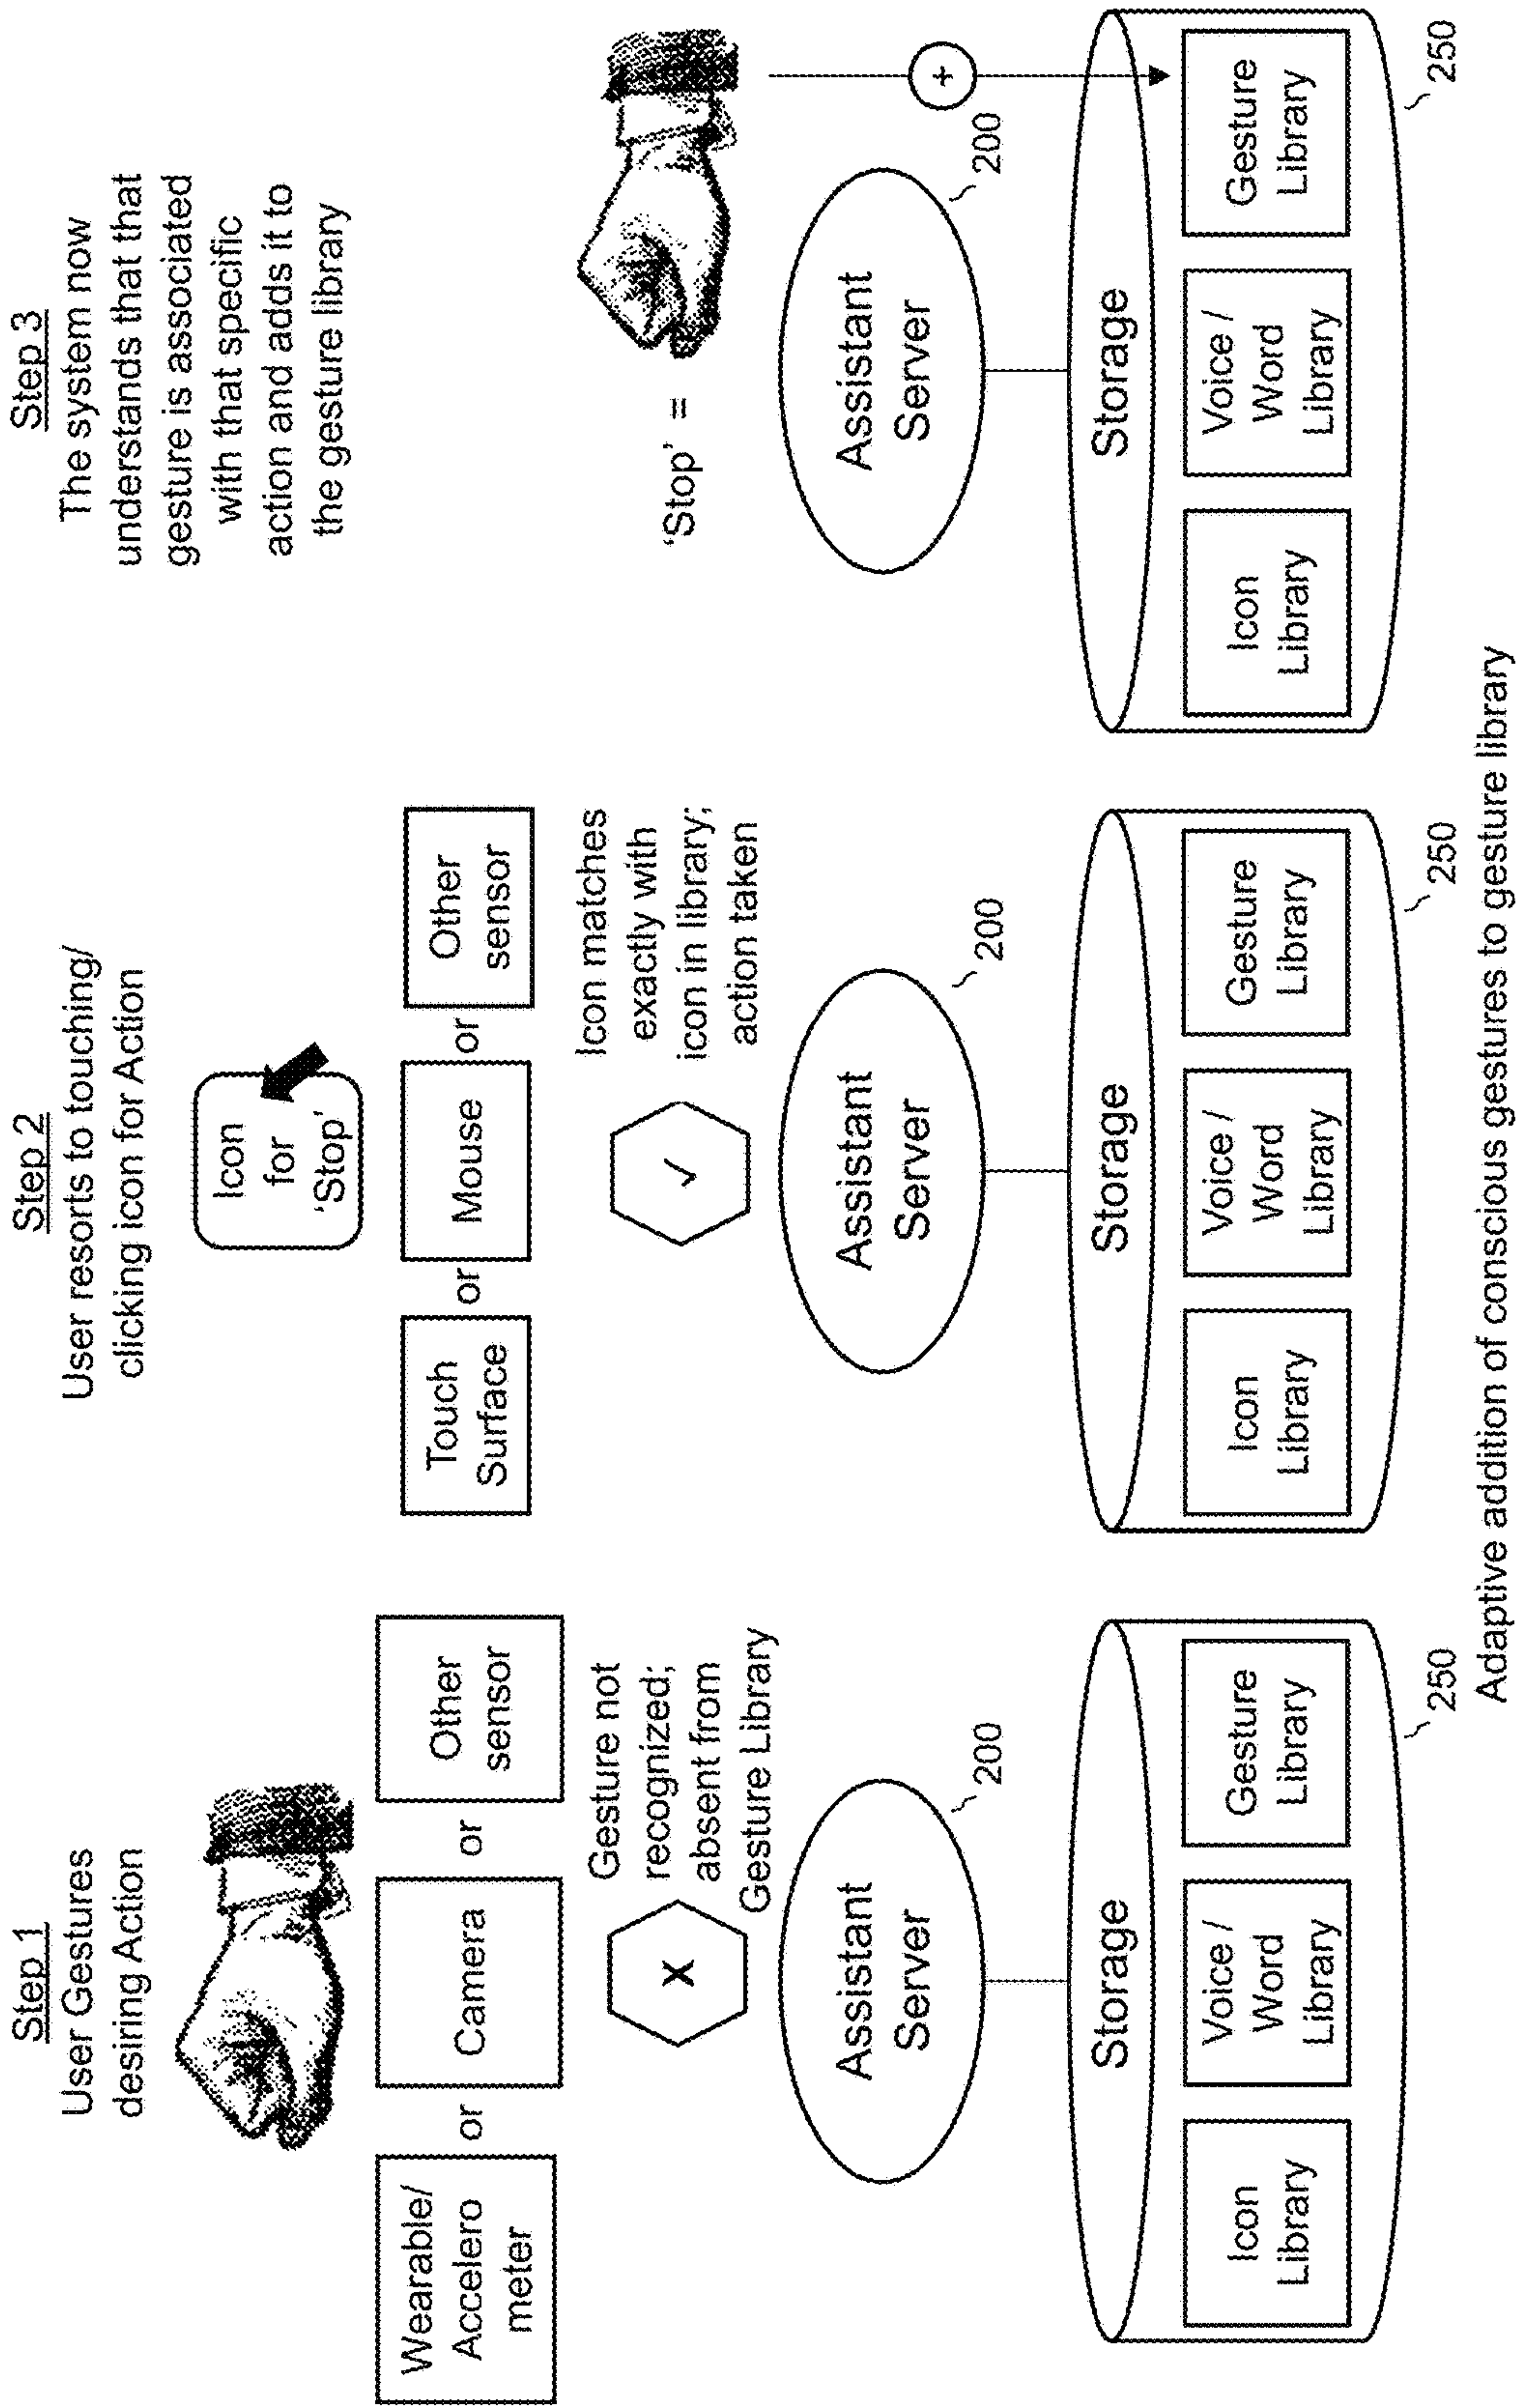 Step 1
User Gestures
desiring Action
Wearable/
Accelero
meter
or
Camera
or
Other
sensor
X
Gesture not
recognized;
absent from
Gesture Library
Assistant
Server
200
Storage
Icon
Library
Voice /
Word
Library
Gesture
Library
250
Step 2
User resorts to touching/
clicking icon for Action
Icon
for
‘Stop’
Touch
Surface
or
Mouse
or
Other
sensor
✓
Icon matches
exactly with
icon in library;
action taken
Assistant
Server
200
Storage
Icon
Library
Voice /
Word
Library
Gesture
Library
250
Step 3
The system now
understands that that
gesture is associated
with that specific
action and adds it to
the gesture library
‘Stop’ =
+
Assistant
Server
200
Storage
Icon
Library
Voice /
Word
Library
Gesture
Library
250
Adaptive addition of conscious gestures to gesture library